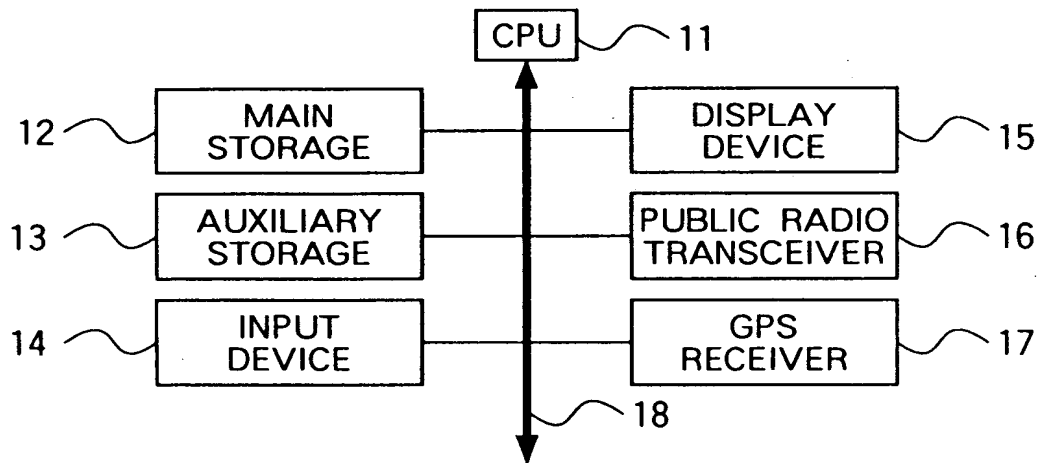 CPU
11
12
MAIN
STORAGE
DISPLAY
DEVICE
15
13
AUXILIARY
STORAGE
PUBLIC RADIO
TRANSCEIVER
16
14
INPUT
DEVICE
GPS
RECEIVER
17
18